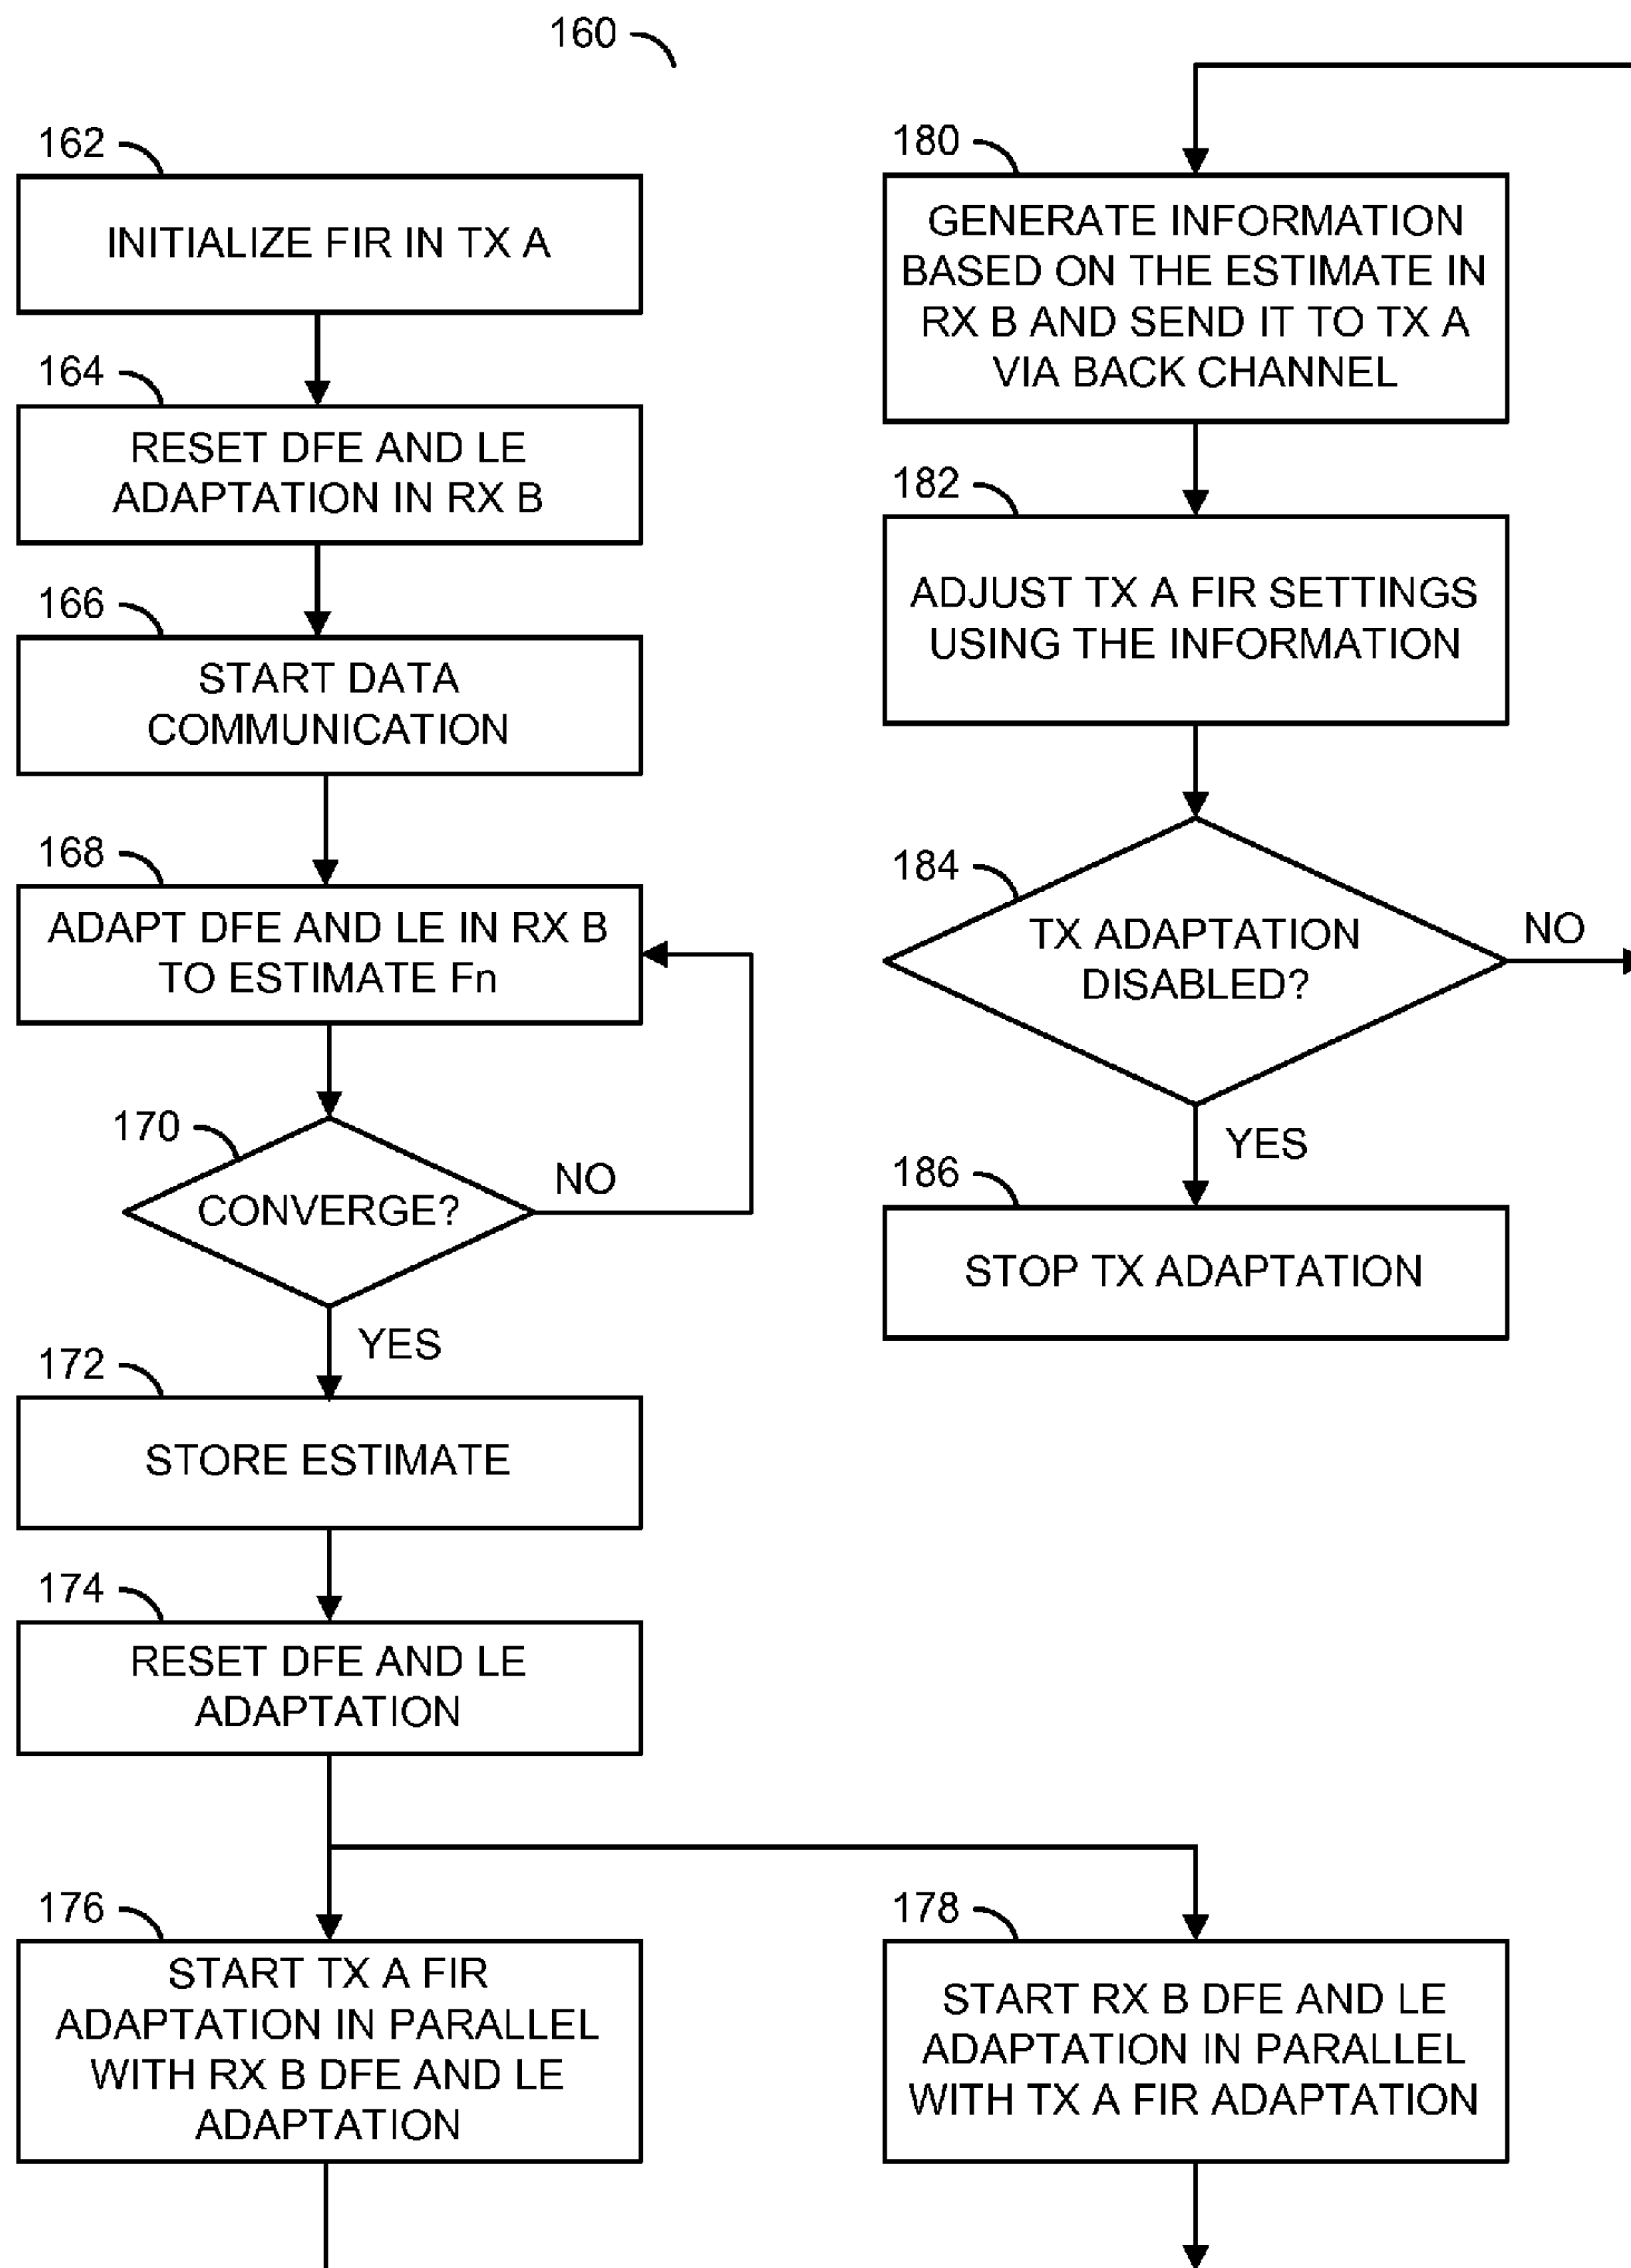 160
162
INITIALIZE FIR IN TX A
164
RESET DFE AND LE
ADAPTATION IN RX B
166
START DATA
COMMUNICATION
168
ADAPT DFE AND LE IN RX B
TO ESTIMATE Fn
170
CONVERGE?
NO
YES
172
STORE ESTIMATE
174
RESET DFE AND LE
ADAPTATION
176
START TX A FIR
ADAPTATION IN PARALLEL
WITH RX B DFE AND LE
ADAPTATION
178
START RX B DFE AND LE
ADAPTATION IN PARALLEL
WITH TX A FIR ADAPTATION
180
GENERATE INFORMATION
BASED ON THE ESTIMATE IN
RX B AND SEND IT TO TX A
VIA BACK CHANNEL
182
ADJUST TX A FIR SETTINGS
USING THE INFORMATION
184
TX ADAPTATION
DISABLED?
NO
YES
186
STOP TX ADAPTATION